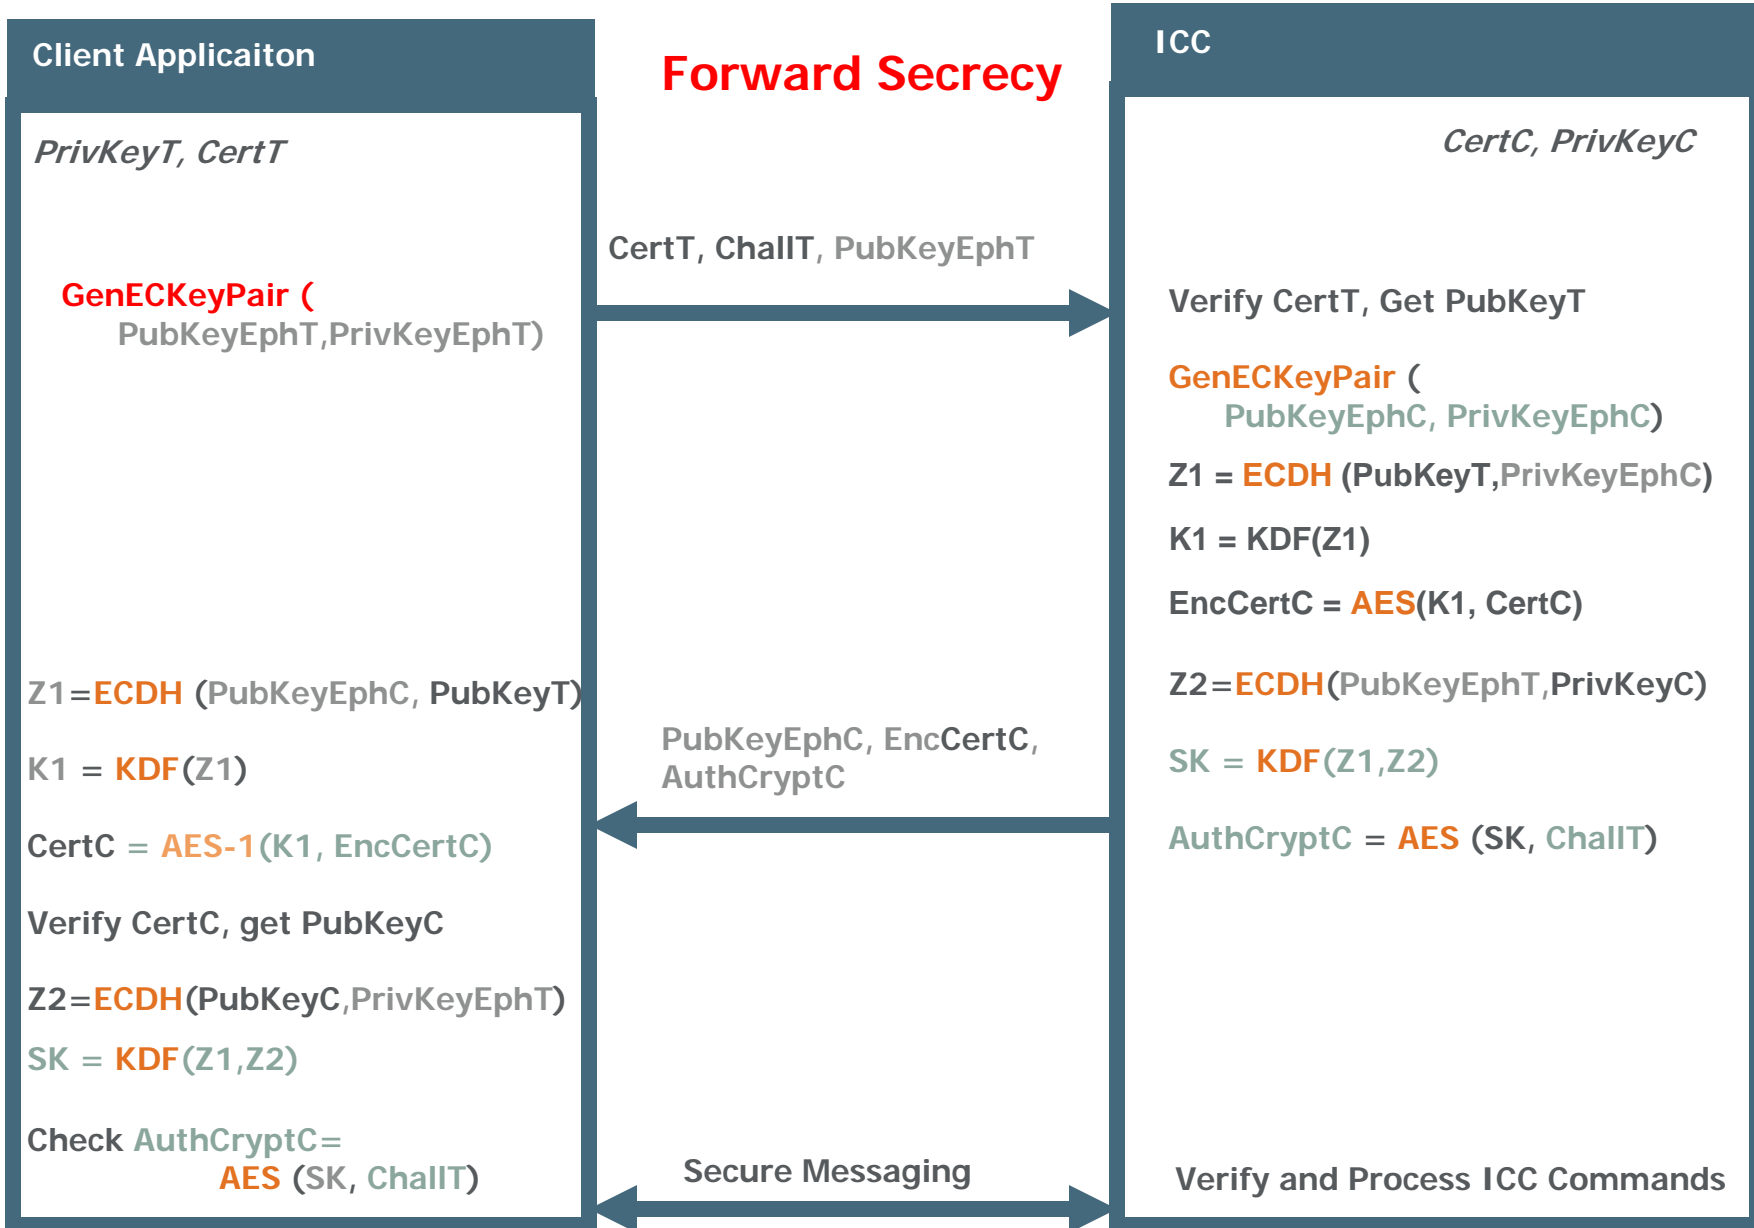 Client Applicaiton
PrivKeyT, CertT
GenECKeyPair (
PubKeyEphT,PrivKeyEphT)
Z1=ECDH (PubKeyEphC, PubKeyT)
K1 = KDF(Z1)
CertC = AES-1(K1, EncCertC)
Verify CertC, get PubKeyC
Z2=ECDH(PubKeyC,PrivKeyEphT)
SK = KDF(Z1,Z2)
Check AuthCryptC=
AES (SK, ChallT)
Forward Secrecy
CertT, ChallT, PubKeyEphT
PubKeyEphC, EncCertC,
AuthCryptC
Secure Messaging
ICC
CertC, PrivKeyC
Verify CertT, Get PubKeyT
GenECKeyPair (
PubKeyEphC, PrivKeyEphC)
Z1 = ECDH (PubKeyT,PrivKeyEphC)
K1 = KDF(Z1)
EncCertC = AES(K1, CertC)
Z2=ECDH(PubKeyEphT,PrivKeyC)
SK = KDF(Z1,Z2)
AuthCryptC = AES (SK, ChallT)
Verify and Process ICC Commands